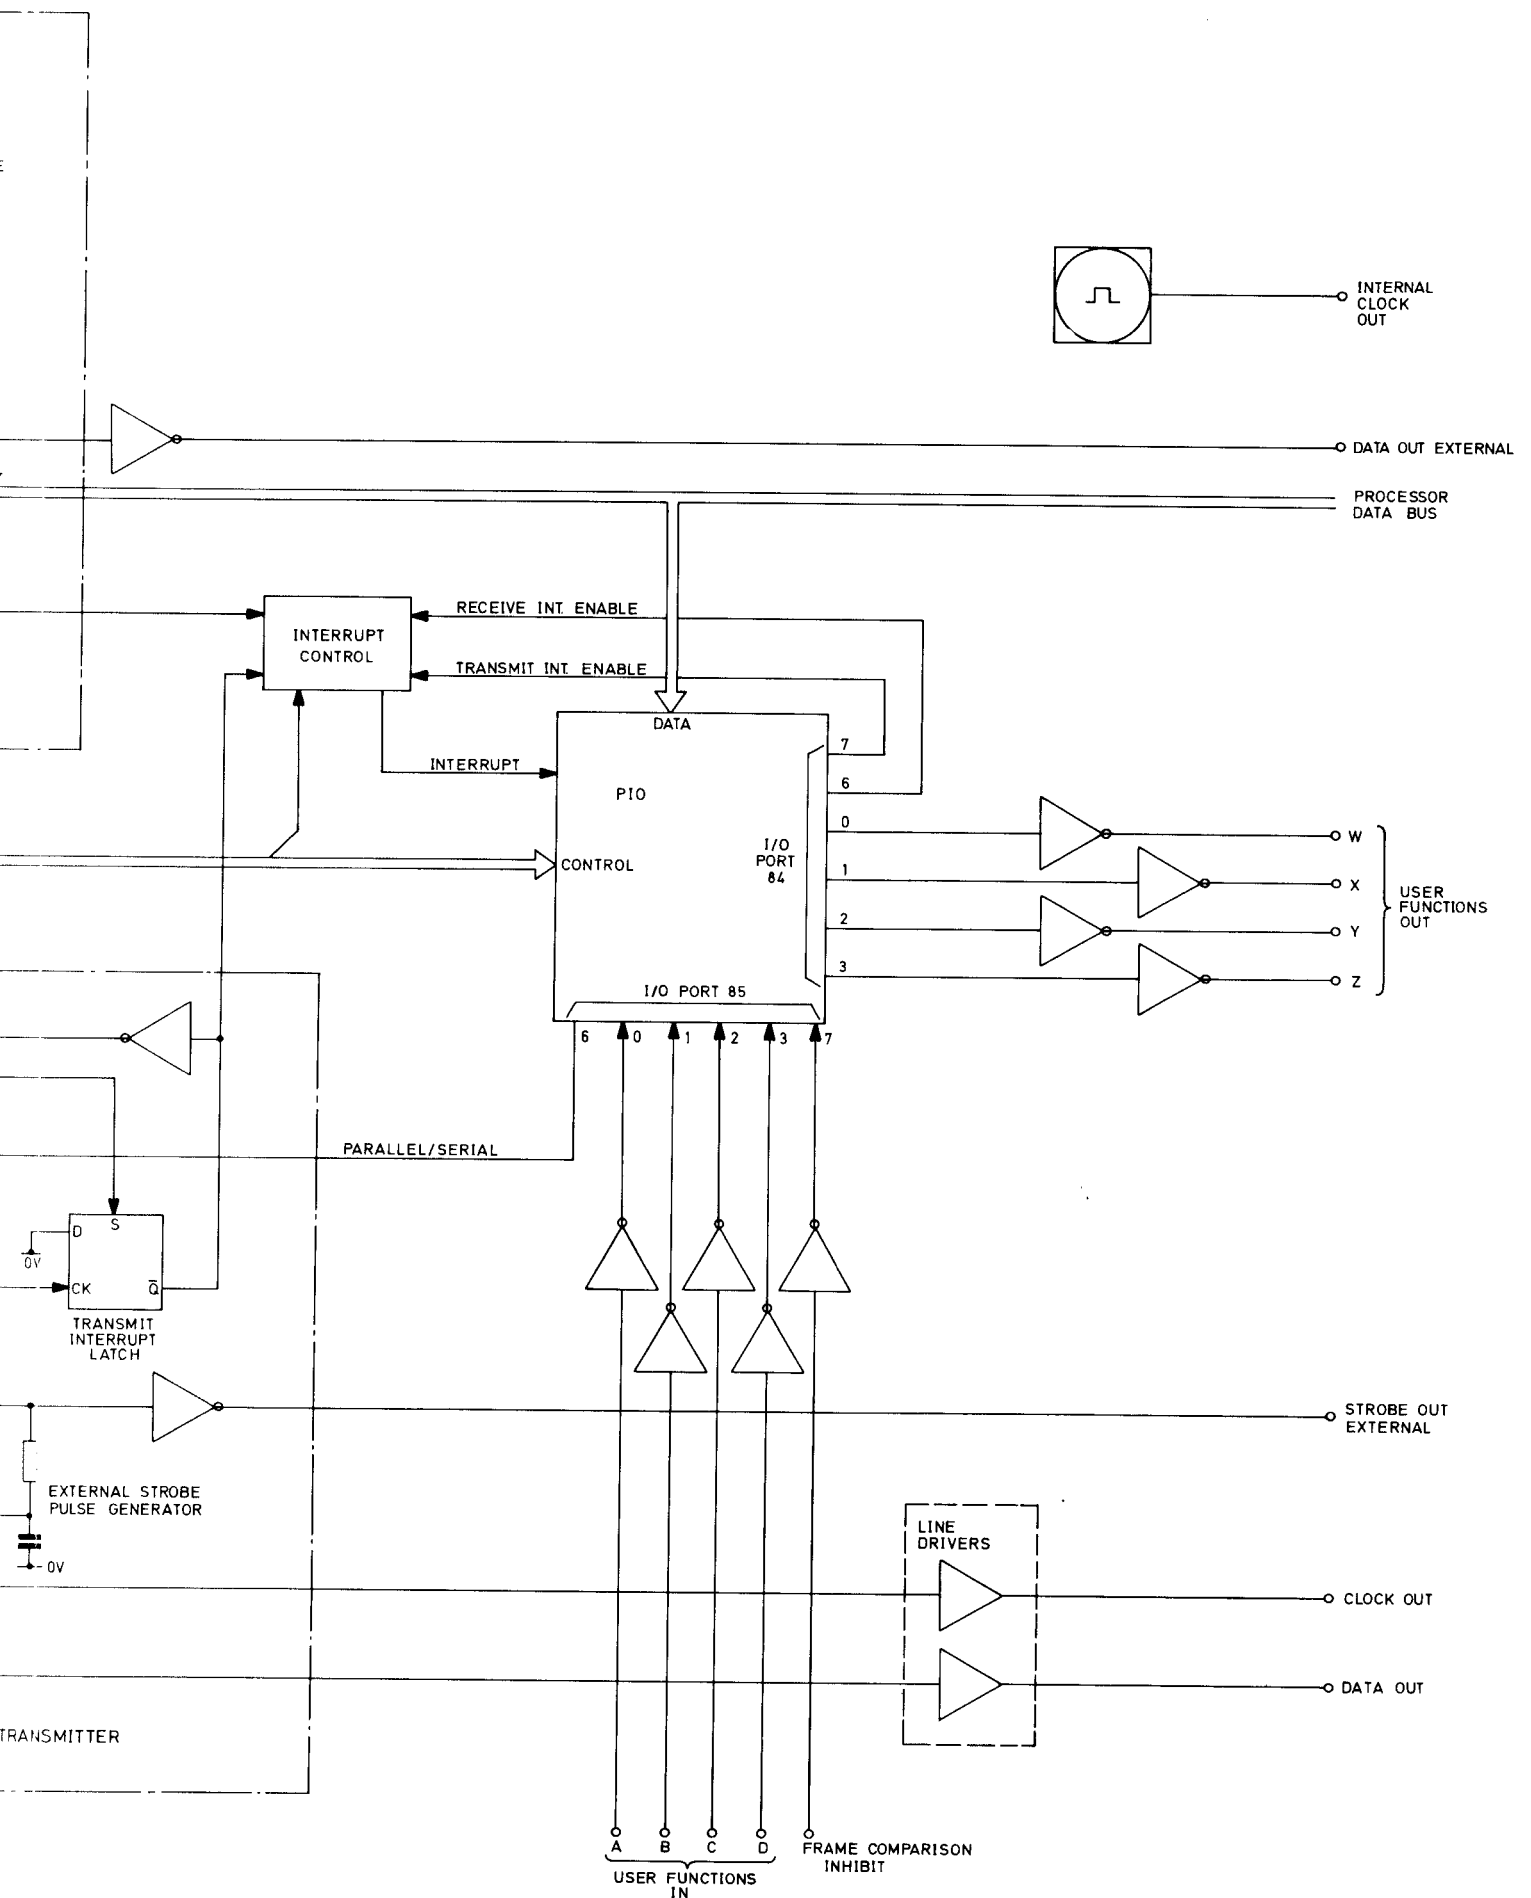 E
INTERNAL
CLOCK
OUT
DATA OUT EXTERNAL
PROCESSOR
DATA BUS
RECEIVE INT. ENABLE
INTERRUPT
CONTROL
TRANSMIT INT. ENABLE
DATA
7
INTERRUPT
6
PIO
0
W
I/O
PORT
84
CONTROL
1
X
USER
FUNCTIONS
OUT
2
Y
3
Z
I/O PORT 85
6
0
1
2
3
7
PARALLEL/SERIAL
S
D
0V
CK
Q̅
TRANSMIT
INTERRUPT
LATCH
STROBE OUT
EXTERNAL
EXTERNAL STROBE
PULSE GENERATOR
0V
LINE
DRIVERS
CLOCK OUT
DATA OUT
TRANSMITTER
A
B
C
D
FRAME COMPARISON
INHIBIT
USER FUNCTIONS
IN